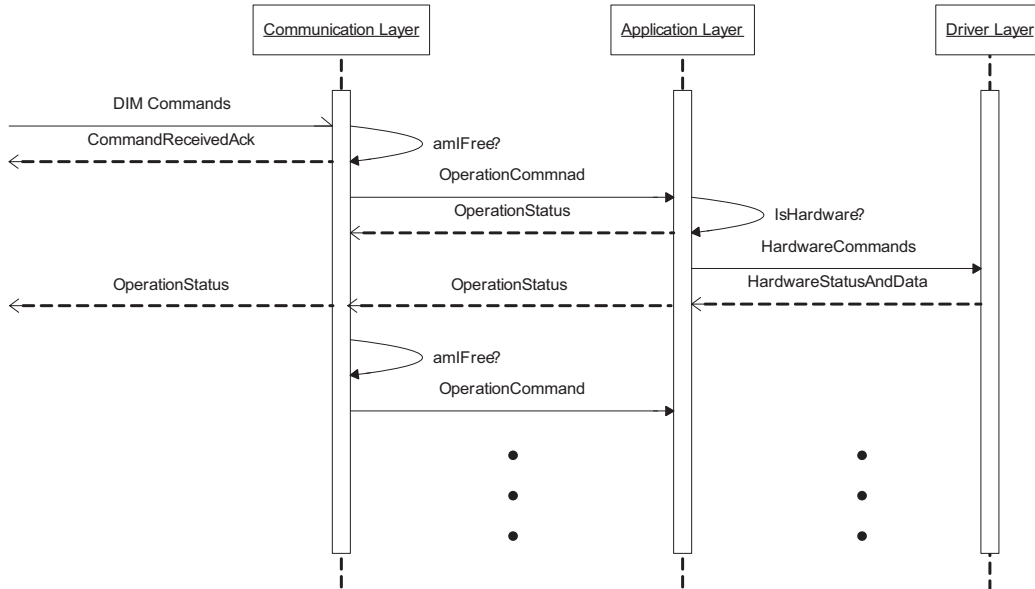 Communication Layer
Application Layer
Driver Layer
DIM Commands
CommandReceivedAck
amIFree?
OperationCommnad
OperationStatus
IsHardware?
HardwareCommands
HardwareStatusAndData
OperationStatus
OperationStatus
amIFree?
OperationCommand